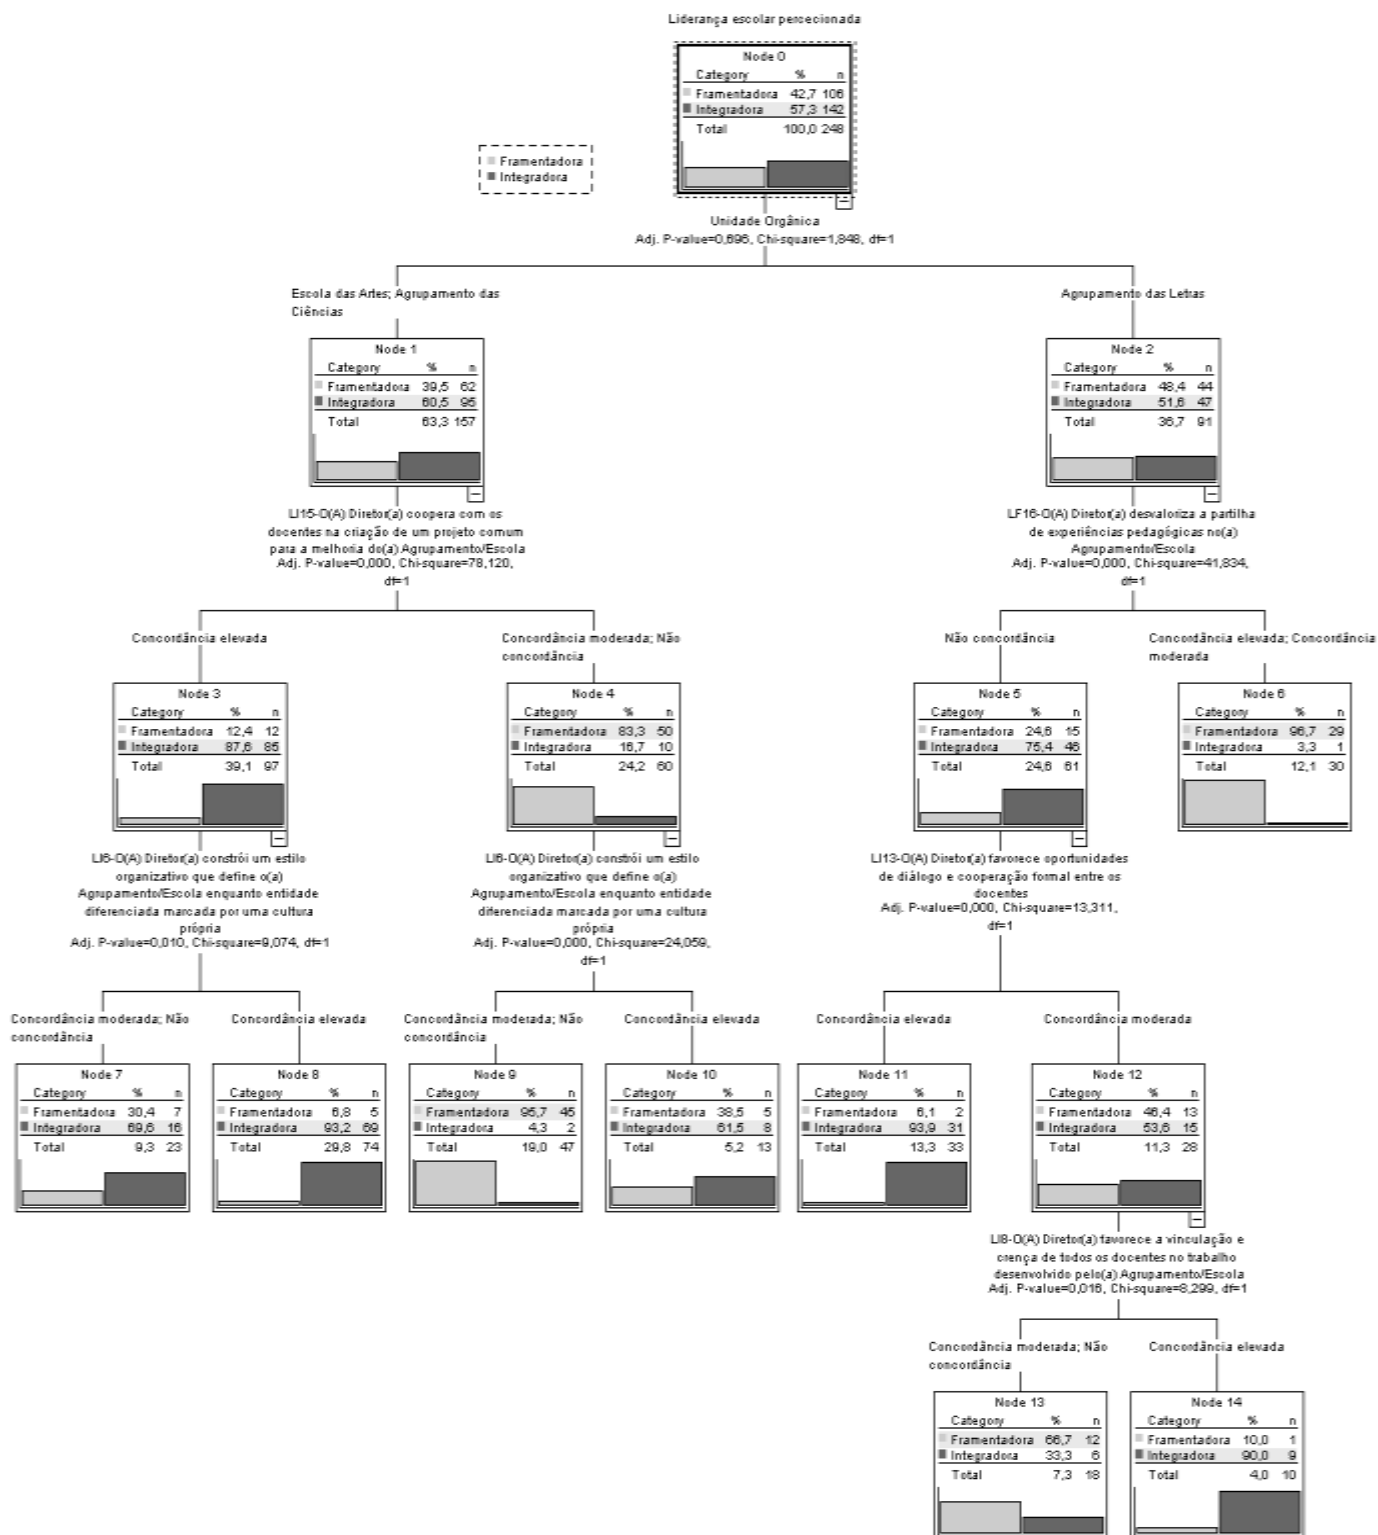 Liderança escolar percecionada
Node 0
Category % n
Framentadora 42,7 106
Integradora 57,3 142
Total 100,0 248
Framentadora
Integradora
Unidade Orgânica
Adj. P-value=0,696, Chi-square=1,848, df=1
Escola das Artes; Agrupamento das
Ciências
Agrupamento das Letras
Node 1
Category % n
Framentadora 39,5 62
Integradora 60,5 95
Total 63,3 157
Node 2
Category % n
Framentadora 48,4 44
Integradora 51,6 47
Total 36,7 91
LI15-O(A) Diretor(a) coopera com os
docentes na criação de um projeto comum
para a melhoria do(a) Agrupamento/Escola
Adj. P-value=0,000, Chi-square=78,120,
df=1
LF16-O(A) Diretor(a) desvaloriza a partilha
de experiências pedagógicas no(a)
Agrupamento/Escola
Adj. P-value=0,000, Chi-square=41,834,
df=1
Concordância elevada
Concordância moderada; Não
concordância
Não concordância
Concordância elevada; Concordância
moderada
Node 3
Category % n
Framentadora 12,4 12
Integradora 87,6 85
Total 39,1 97
Node 4
Category % n
Framentadora 83,3 50
Integradora 16,7 10
Total 24,2 60
Node 5
Category % n
Framentadora 24,6 15
Integradora 75,4 46
Total 24,6 61
Node 6
Category % n
Framentadora 96,7 29
Integradora 3,3 1
Total 12,1 30
LI6-O(A) Diretor(a) constrói um estilo
organizativo que define o(a)
Agrupamento/Escola enquanto entidade
diferenciada marcada por uma cultura
própria
Adj. P-value=0,010, Chi-square=9,074, df=1
LI6-O(A) Diretor(a) constrói um estilo
organizativo que define o(a)
Agrupamento/Escola enquanto entidade
diferenciada marcada por uma cultura
própria
Adj. P-value=0,000, Chi-square=24,059,
df=1
LI13-O(A) Diretor(a) favorece oportunidades
de diálogo e cooperação formal entre os
docentes
Adj. P-value=0,000, Chi-square=13,311,
df=1
Concordância moderada; Não
concordância
Concordância elevada
Concordância moderada; Não
concordância
Concordância elevada
Concordância elevada
Concordância moderada
Node 7
Category % n
Framentadora 30,4 7
Integradora 69,6 16
Total 9,3 23
Node 8
Category % n
Framentadora 6,8 5
Integradora 93,2 69
Total 29,8 74
Node 9
Category % n
Framentadora 95,7 45
Integradora 4,3 2
Total 19,0 47
Node 10
Category % n
Framentadora 38,5 5
Integradora 61,5 8
Total 5,2 13
Node 11
Category % n
Framentadora 6,1 2
Integradora 93,9 31
Total 13,3 33
Node 12
Category % n
Framentadora 46,4 13
Integradora 53,6 15
Total 11,3 28
LI8-O(A) Diretor(a) favorece a vinculação e
crença de todos os docentes no trabalho
desenvolvido pelo(a) Agrupamento/Escola
Adj. P-value=0,016, Chi-square=8,299, df=1
Concordância moderada; Não
concordância
Concordância elevada
Node 13
Category % n
Framentadora 66,7 12
Integradora 33,3 6
Total 7,3 18
Node 14
Category % n
Framentadora 10,0 1
Integradora 90,0 9
Total 4,0 10